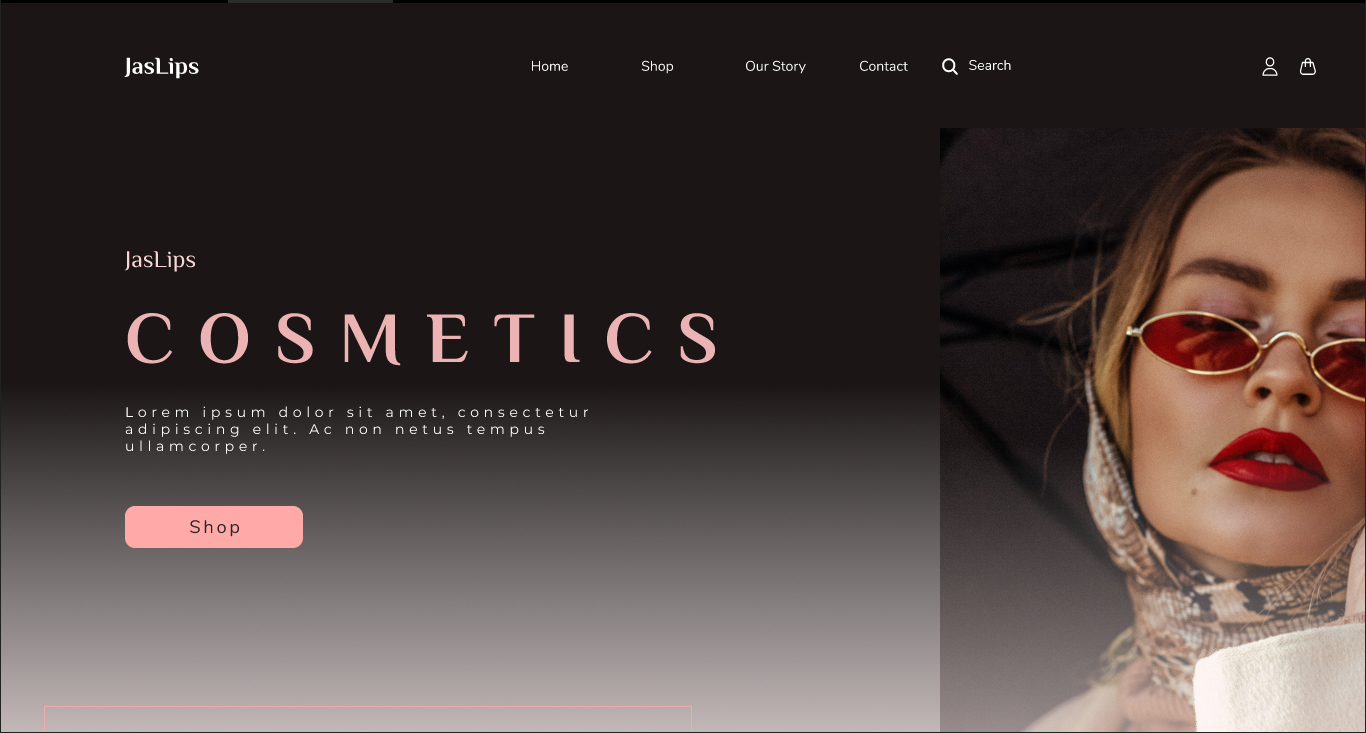 JasLips
Home Shop Our Story Contact Search
JasLips
COSMETICS
Lorem ipsum dolor sit amet, consectetur
adipiscing elit. Ac non netus tempus
ullamcorper.
Shop